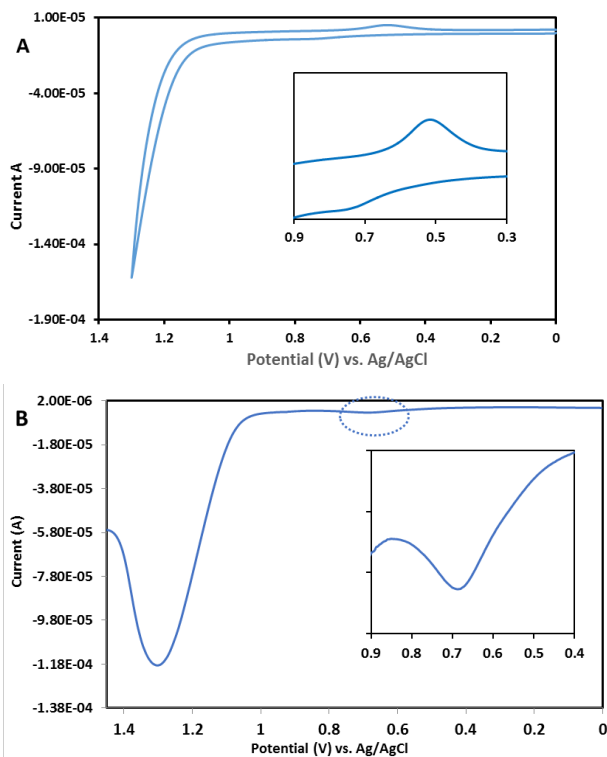 A
1.00E-05
-4.00E-05
-9.00E-05
-1.40E-04
-1.90E-04
Current A
0.9 0.7 0.5 0.3
1.4 1.2 1 0.8 0.6 0.4 0.2 0
Potential (V) vs. Ag/AgCl
B
2.00E-06
-1.80E-05
-3.80E-05
-5.80E-05
-7.80E-05
-9.80E-05
-1.18E-04
-1.38E-04
Current (A)
0.9 0.8 0.7 0.6 0.5 0.4
1.4 1.2 1 0.8 0.6 0.4 0.2 0
Potential (V) vs. Ag/AgCl